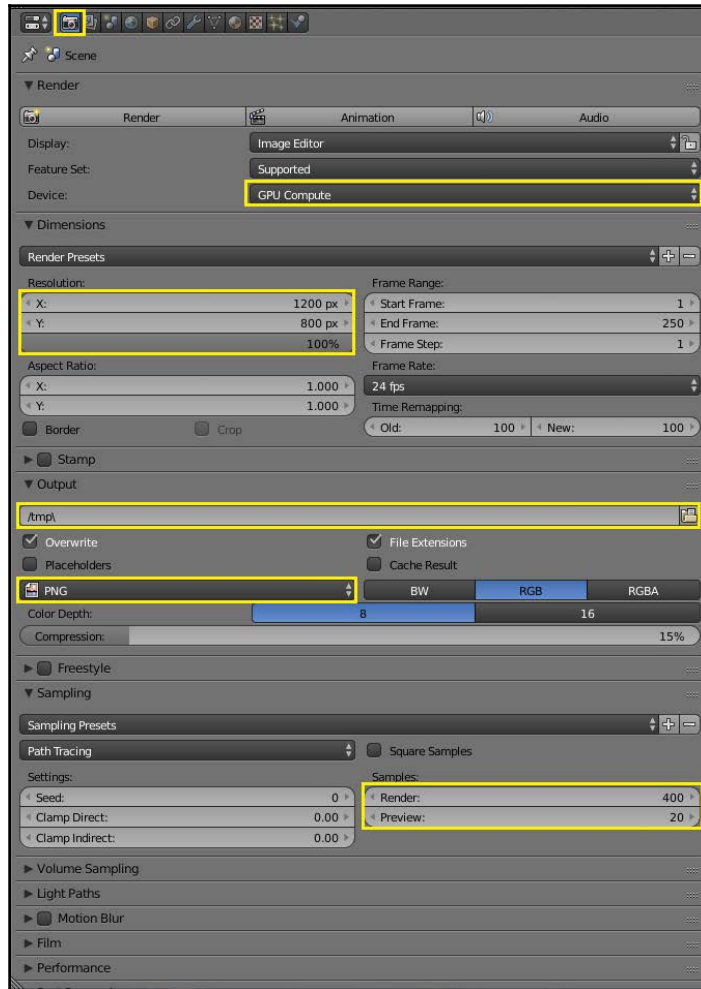 Scene
Render
Render Animation Audio
Display: Image Editor
Feature Set: Supported
Device: GPU Compute
Dimensions
Render Presets
Resolution: Frame Range:
X: 1200 px Start Frame: 1
Y: 800 px End Frame: 250
100% Frame Step: 1
Aspect Ratio: Frame Rate:
X: 1.000 24 fps
Y: 1.000 Time Remapping:
Border Crop Old: 100 New: 100
Stamp
Output
/tmp\
Overwrite File Extensions
Placeholders Cache Result
PNG BW RGB RGBA
Color Depth: 8 16
Compression: 15%
Freestyle
Sampling
Sampling Presets
Path Tracing Square Samples
Settings: Samples:
Seed: 0 Render: 400
Clamp Direct: 0.00 Preview: 20
Clamp Indirect: 0.00
Volume Sampling
Light Paths
Motion Blur
Film
Performance